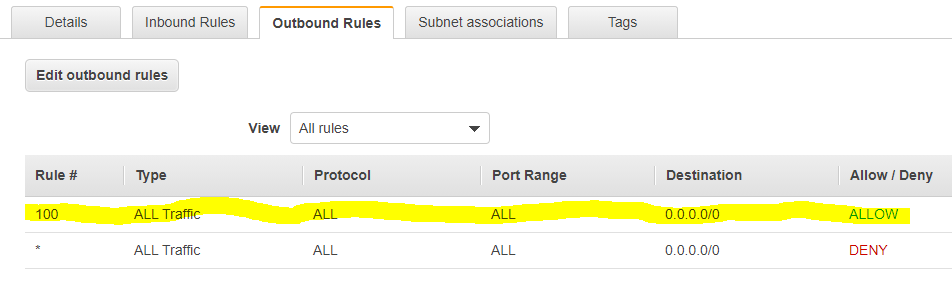 Details Inbound Rules Outbound Rules Subnet associations Tags
Edit outbound rules
View All rules
Rule # Type Protocol Port Range Destination Allow / Deny
100 ALL Traffic ALL ALL 0.0.0.0/0 ALLOW
* ALL Traffic ALL ALL 0.0.0.0/0 DENY